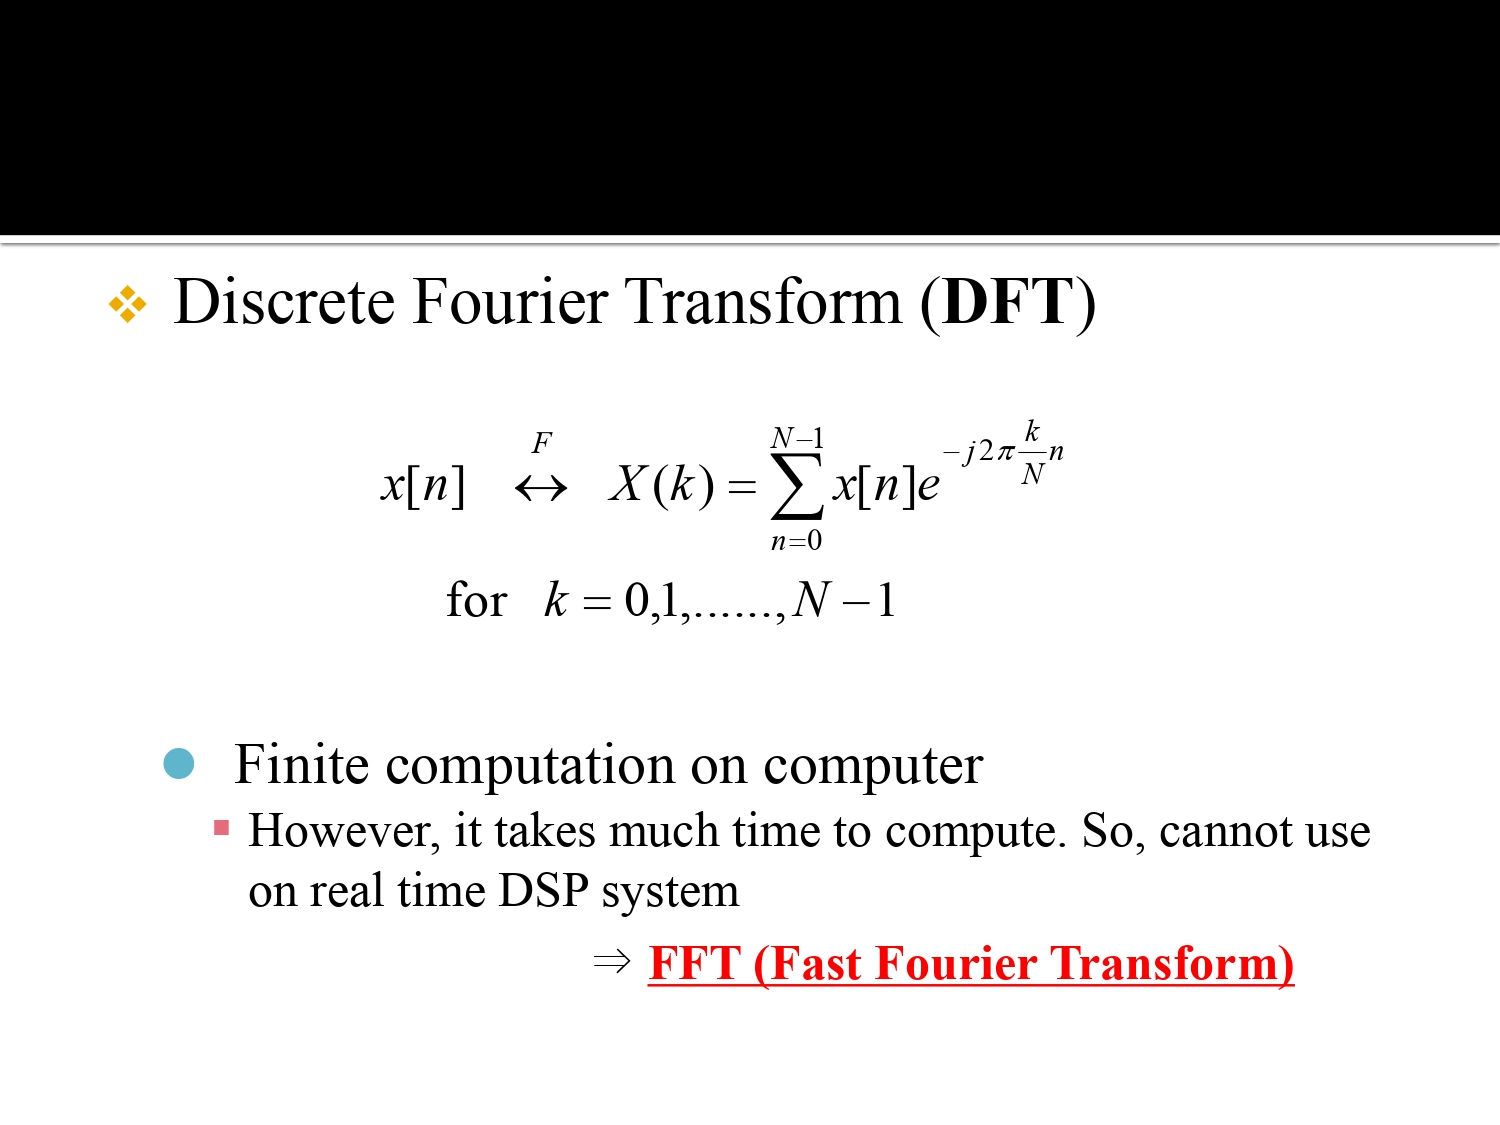 ❖ Discrete Fourier Transform (DFT)
x[n] \overset{F}{\leftrightarrow} X(k) = \sum_{n=0}^{N-1} x[n]e^{-j2\pi\frac{k}{N}n}
for k = 0,1,......, N − 1
● Finite computation on computer
▪ However, it takes much time to compute. So, cannot use
on real time DSP system
⇒ FFT (Fast Fourier Transform)